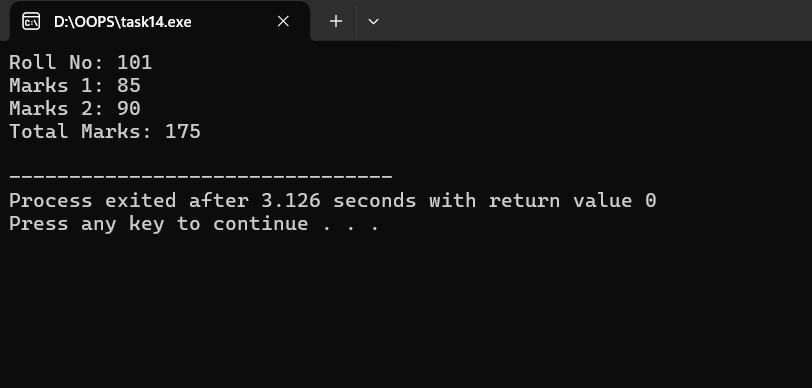 D:\OOPS\task14.exe
Roll No: 101
Marks 1: 85
Marks 2: 90
Total Marks: 175
--------------------------------
Process exited after 3.126 seconds with return value 0
Press any key to continue . . .